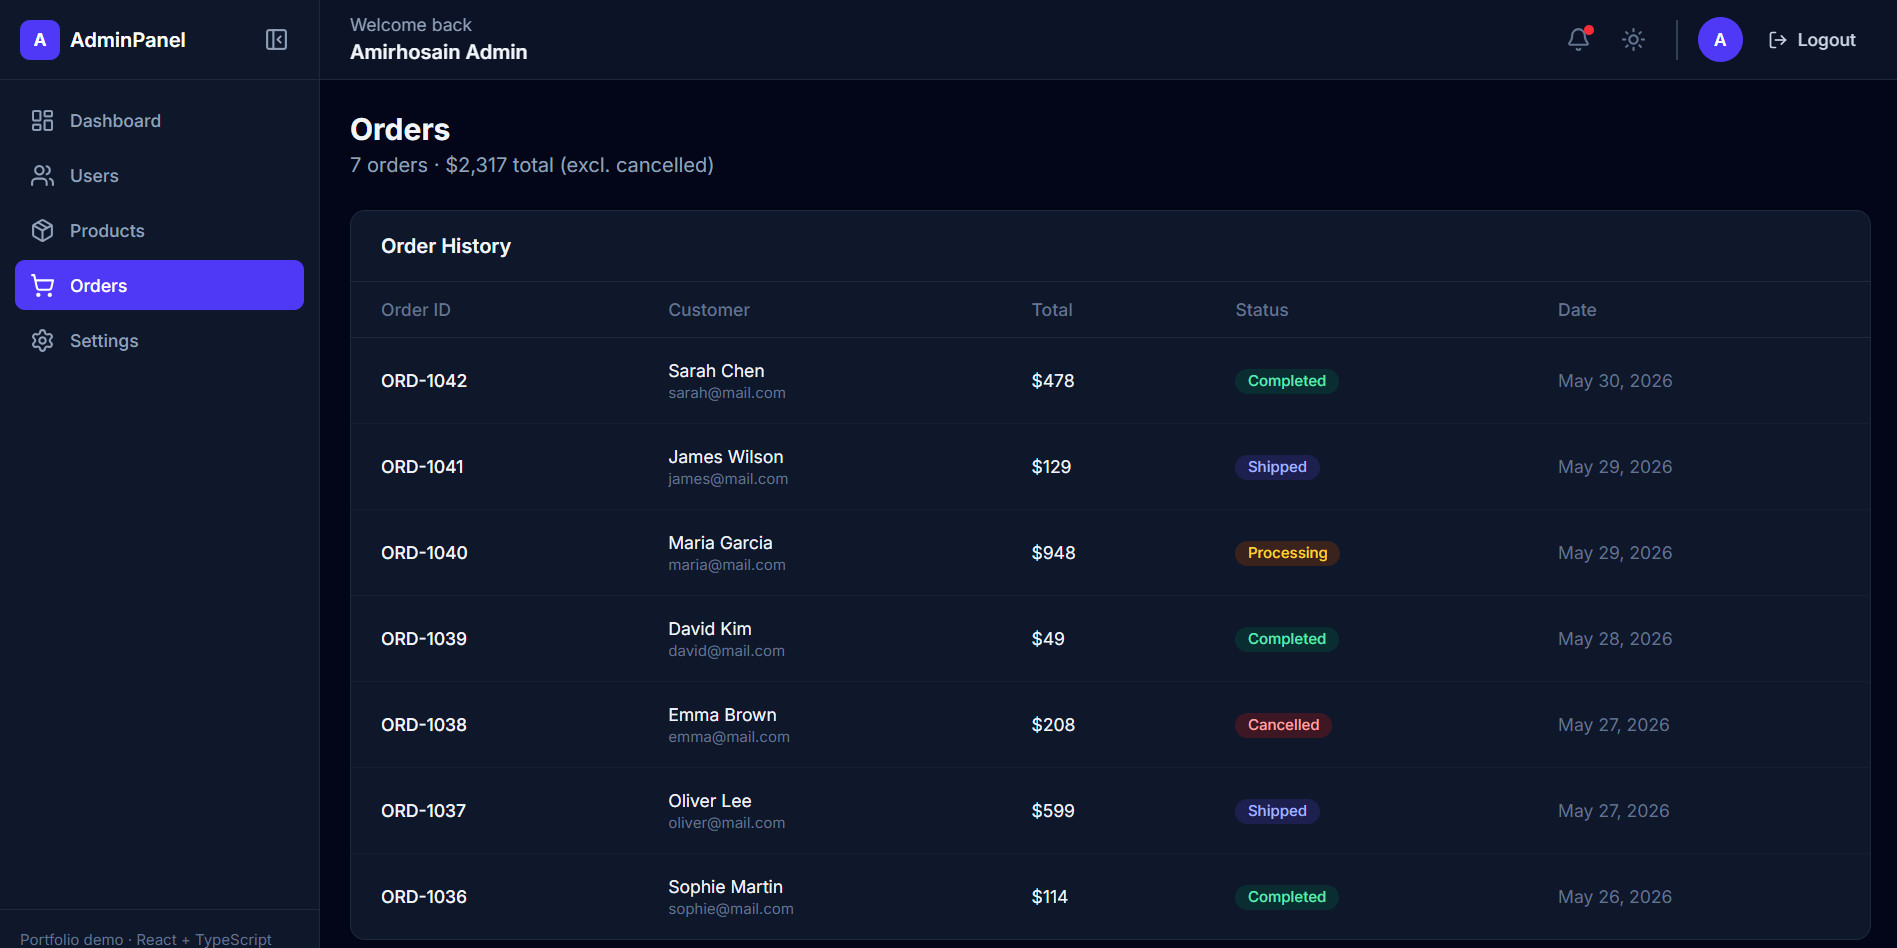 A AdminPanel
Welcome back
Amirhosain Admin
A
Logout
Dashboard
Users
Products
Orders
Settings
Portfolio demo · React + TypeScript
Orders
7 orders · $2,317 total (excl. cancelled)
Order History
Order ID Customer Total Status Date
ORD-1042 Sarah Chen $478 Completed May 30, 2026
sarah@mail.com
ORD-1041 James Wilson $129 Shipped May 29, 2026
james@mail.com
ORD-1040 Maria Garcia $948 Processing May 29, 2026
maria@mail.com
ORD-1039 David Kim $49 Completed May 28, 2026
david@mail.com
ORD-1038 Emma Brown $208 Cancelled May 27, 2026
emma@mail.com
ORD-1037 Oliver Lee $599 Shipped May 27, 2026
oliver@mail.com
ORD-1036 Sophie Martin $114 Completed May 26, 2026
sophie@mail.com